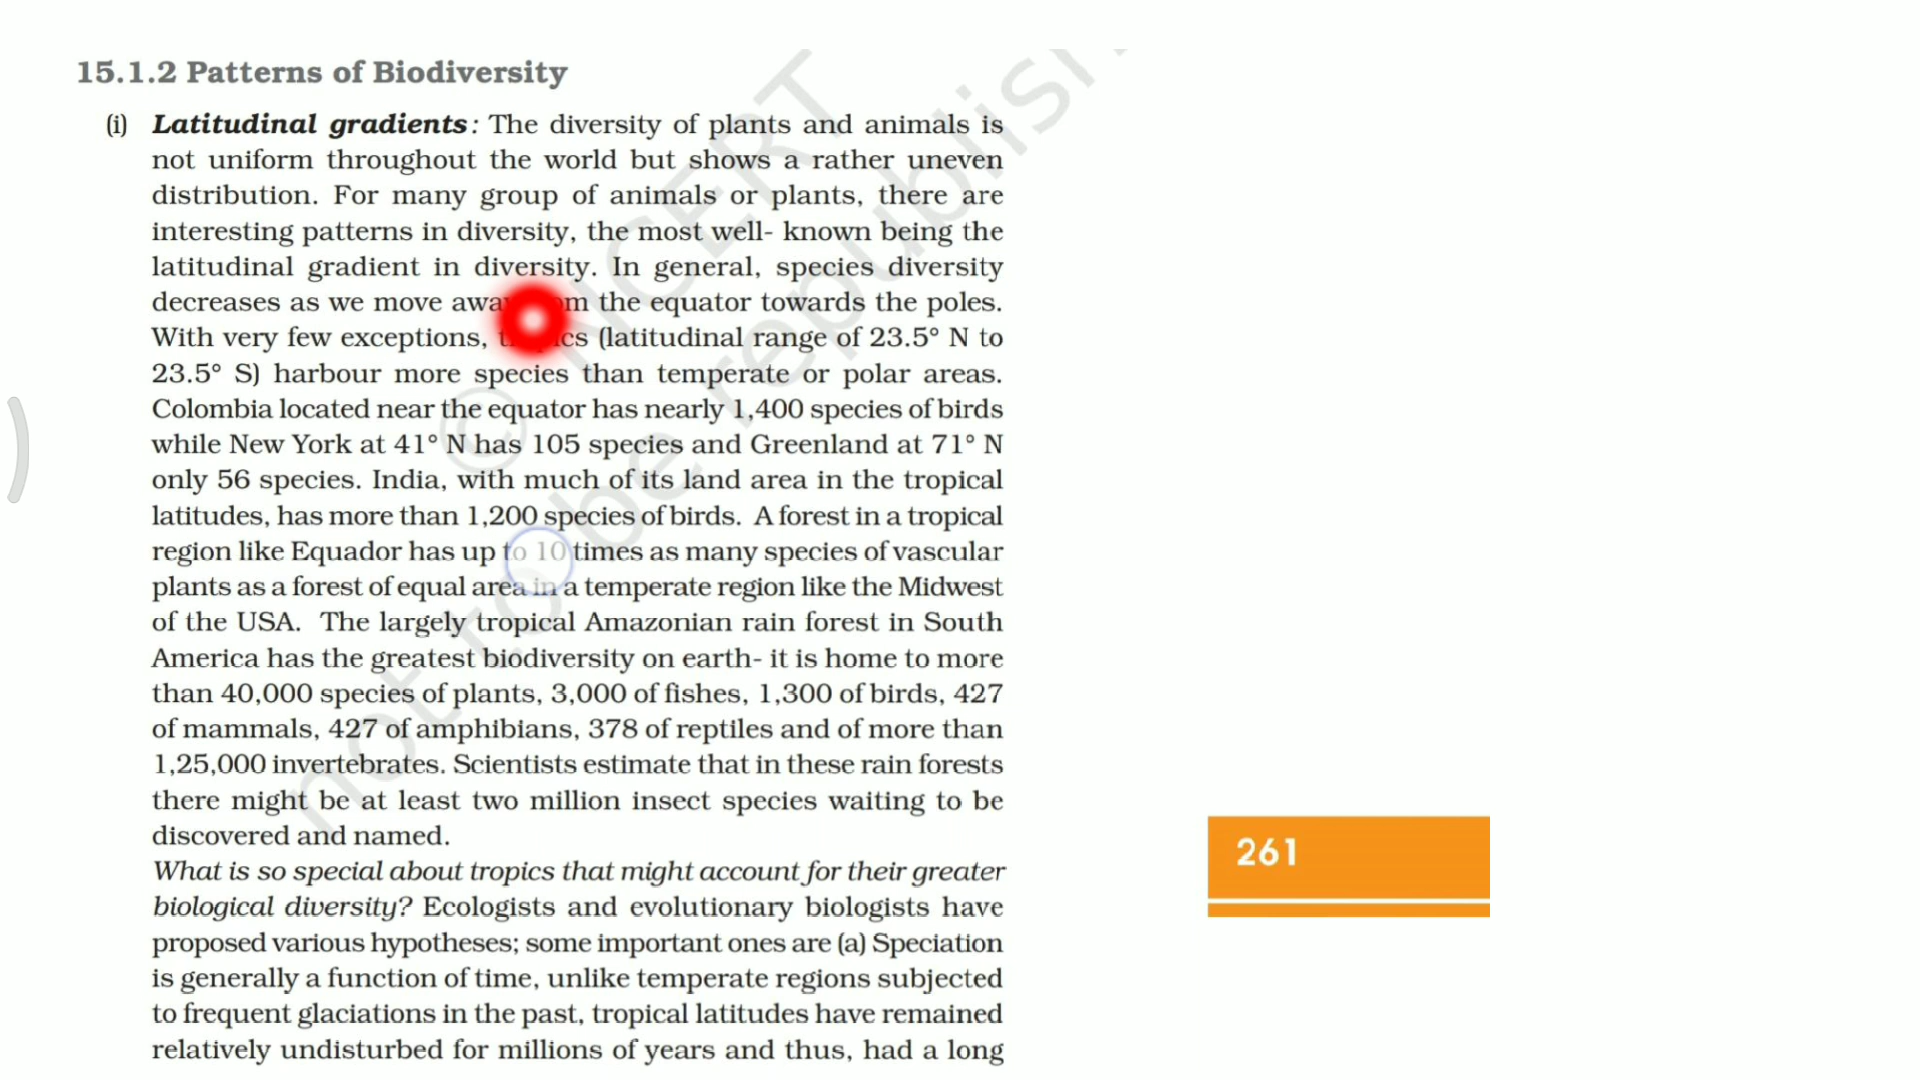 15.1.2 Patterns of Biodiversity
(i) Latitudinal gradients: The diversity of plants and animals is
not uniform throughout the world but shows a rather uneven
distribution. For many group of animals or plants, there are
interesting patterns in diversity, the most well- known being the
latitudinal gradient in diversity. In general, species diversity
decreases as we move away from the equator towards the poles.
With very few exceptions, tropics (latitudinal range of 23.5° N to
23.5° S) harbour more species than temperate or polar areas.
Colombia located near the equator has nearly 1,400 species of birds
while New York at 41° N has 105 species and Greenland at 71° N
only 56 species. India, with much of its land area in the tropical
latitudes, has more than 1,200 species of birds. A forest in a tropical
region like Equador has up to 10 times as many species of vascular
plants as a forest of equal area in a temperate region like the Midwest
of the USA. The largely tropical Amazonian rain forest in South
America has the greatest biodiversity on earth- it is home to more
than 40,000 species of plants, 3,000 of fishes, 1,300 of birds, 427
of mammals, 427 of amphibians, 378 of reptiles and of more than
1,25,000 invertebrates. Scientists estimate that in these rain forests
there might be at least two million insect species waiting to be
discovered and named.
What is so special about tropics that might account for their greater
biological diversity? Ecologists and evolutionary biologists have
proposed various hypotheses; some important ones are (a) Speciation
is generally a function of time, unlike temperate regions subjected
to frequent glaciations in the past, tropical latitudes have remained
relatively undisturbed for millions of years and thus, had a long
261
© NCERT
not to be republish